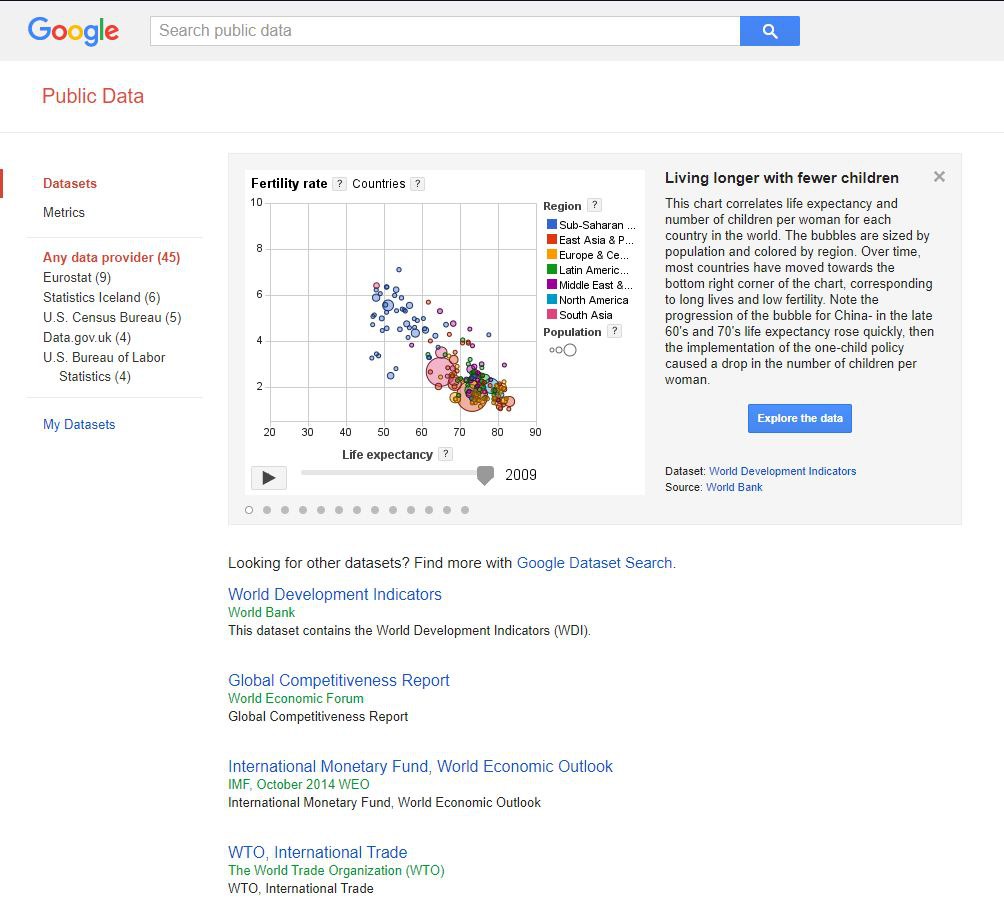 Google
Search public data
Public Data
Datasets
Metrics
Any data provider (45)
Eurostat (9)
Statistics Iceland (6)
U.S. Census Bureau (5)
Data.gov.uk (4)
U.S. Bureau of Labor
Statistics (4)
My Datasets
Fertility rate ? Countries ?
10
8
6
4
2
20 30 40 50 60 70 80 90
Life expectancy ?
2009
Region ?
Sub-Saharan ...
East Asia & P...
Europe & Ce...
Latin Americ...
Middle East &...
North America
South Asia
Population ?
Living longer with fewer children
This chart correlates life expectancy and
number of children per woman for each
country in the world. The bubbles are sized by
population and colored by region. Over time,
most countries have moved towards the
bottom right corner of the chart, corresponding
to long lives and low fertility. Note the
progression of the bubble for China- in the late
60's and 70's life expectancy rose quickly, then
the implementation of the one-child policy
caused a drop in the number of children per
woman.
Explore the data
Dataset: World Development Indicators
Source: World Bank
Looking for other datasets? Find more with Google Dataset Search.
World Development Indicators
World Bank
This dataset contains the World Development Indicators (WDI).
Global Competitiveness Report
World Economic Forum
Global Competitiveness Report
International Monetary Fund, World Economic Outlook
IMF, October 2014 WEO
International Monetary Fund, World Economic Outlook
WTO, International Trade
The World Trade Organization (WTO)
WTO, International Trade